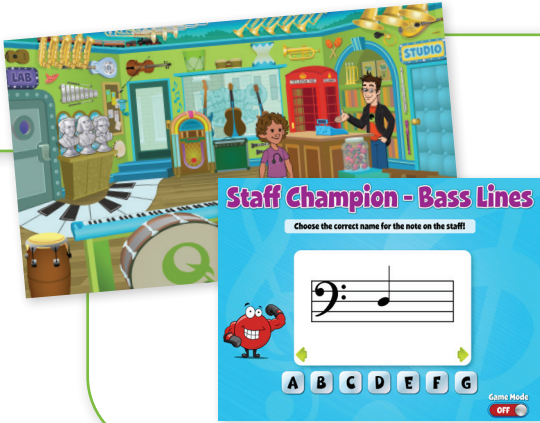 LAB
STUDIO
TELEPHONE
Q
Staff Champion - Bass Lines
Choose the correct name for the note on the staff!
A B C D E F G
Game Mode
OFF